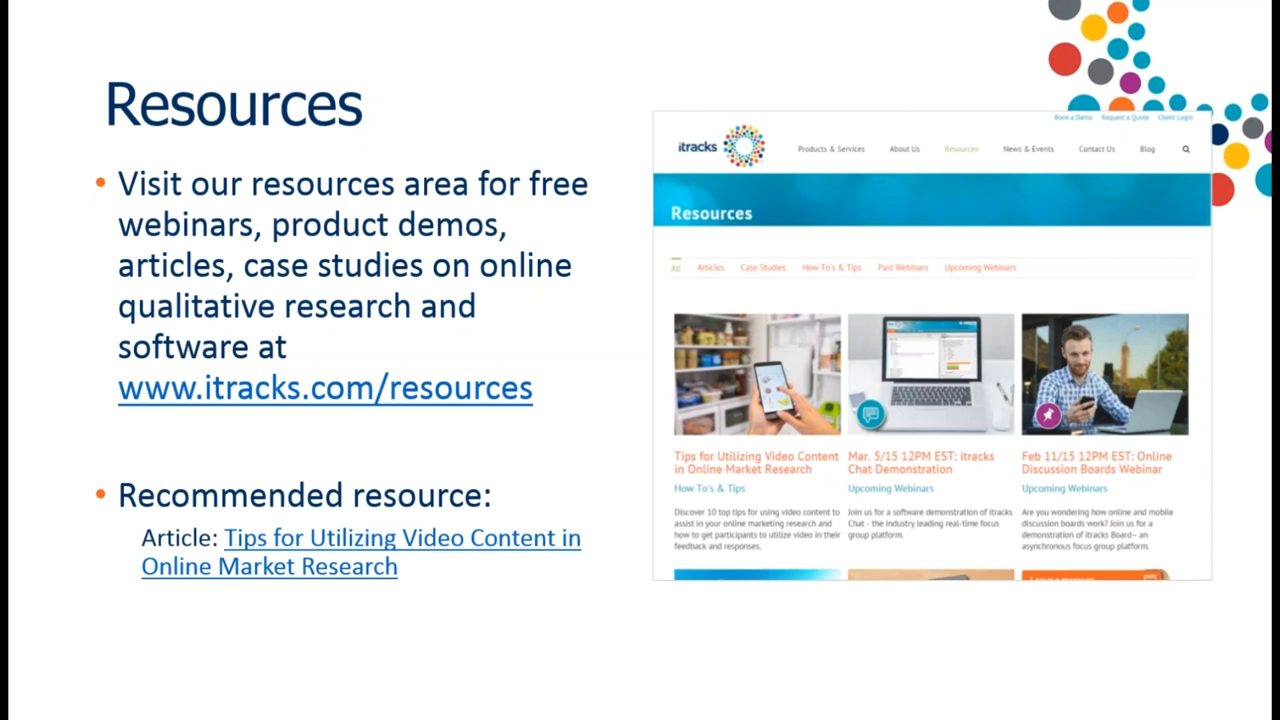 Resources
• Visit our resources area for free
webinars, product demos,
articles, case studies on online
qualitative research and
software at
www.itracks.com/resources
• Recommended resource:
Article: Tips for Utilizing Video Content in
Online Market Research
Book a Demo Request a Quote Client Login
itracks Products & Services About Us Resources News & Events Contact Us Blog
Resources
All Articles Case Studies How To's & Tips Past Webinars Upcoming Webinars
Tips for Utilizing Video Content
in Online Market Research
How To's & Tips
Discover 10 top tips for using video content to
assist in your online marketing research and
how to get participants to utilize video in their
feedback and responses.
Mar. 5/15 12PM EST: itracks
Chat Demonstration
Upcoming Webinars
Join us for a software demonstration of itracks
Chat - the industry leading real-time focus
group platform.
Feb 11/15 12PM EST: Online
Discussion Boards Webinar
Upcoming Webinars
Are you wondering how online and mobile
discussion boards work? Join us for a
demonstration of itracks Board– an
asynchronous focus group platform.